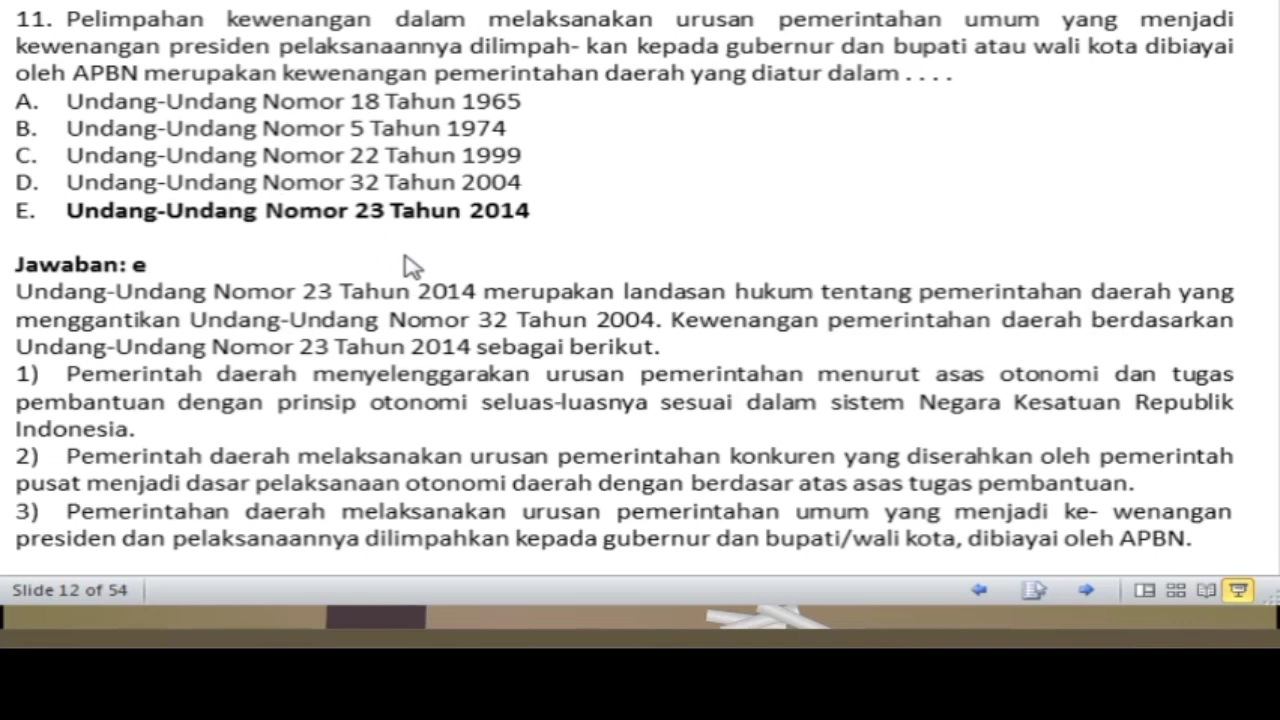 11. Pelimpahan kewenangan dalam melaksanakan urusan pemerintahan umum yang menjadi
kewenangan presiden pelaksanaannya dilimpah- kan kepada gubernur dan bupati atau wali kota dibiayai
oleh APBN merupakan kewenangan pemerintahan daerah yang diatur dalam . . . .
A. Undang-Undang Nomor 18 Tahun 1965
B. Undang-Undang Nomor 5 Tahun 1974
C. Undang-Undang Nomor 22 Tahun 1999
D. Undang-Undang Nomor 32 Tahun 2004
E. Undang-Undang Nomor 23 Tahun 2014
Jawaban: e
Undang-Undang Nomor 23 Tahun 2014 merupakan landasan hukum tentang pemerintahan daerah yang
menggantikan Undang-Undang Nomor 32 Tahun 2004. Kewenangan pemerintahan daerah berdasarkan
Undang-Undang Nomor 23 Tahun 2014 sebagai berikut.
1) Pemerintah daerah menyelenggarakan urusan pemerintahan menurut asas otonomi dan tugas
pembantuan dengan prinsip otonomi seluas-luasnya sesuai dalam sistem Negara Kesatuan Republik
Indonesia.
2) Pemerintah daerah melaksanakan urusan pemerintahan konkuren yang diserahkan oleh pemerintah
pusat menjadi dasar pelaksanaan otonomi daerah dengan berdasar atas asas tugas pembantuan.
3) Pemerintahan daerah melaksanakan urusan pemerintahan umum yang menjadi ke- wenangan
presiden dan pelaksanaannya dilimpahkan kepada gubernur dan bupati/wali kota, dibiayai oleh APBN.
Slide 12 of 54